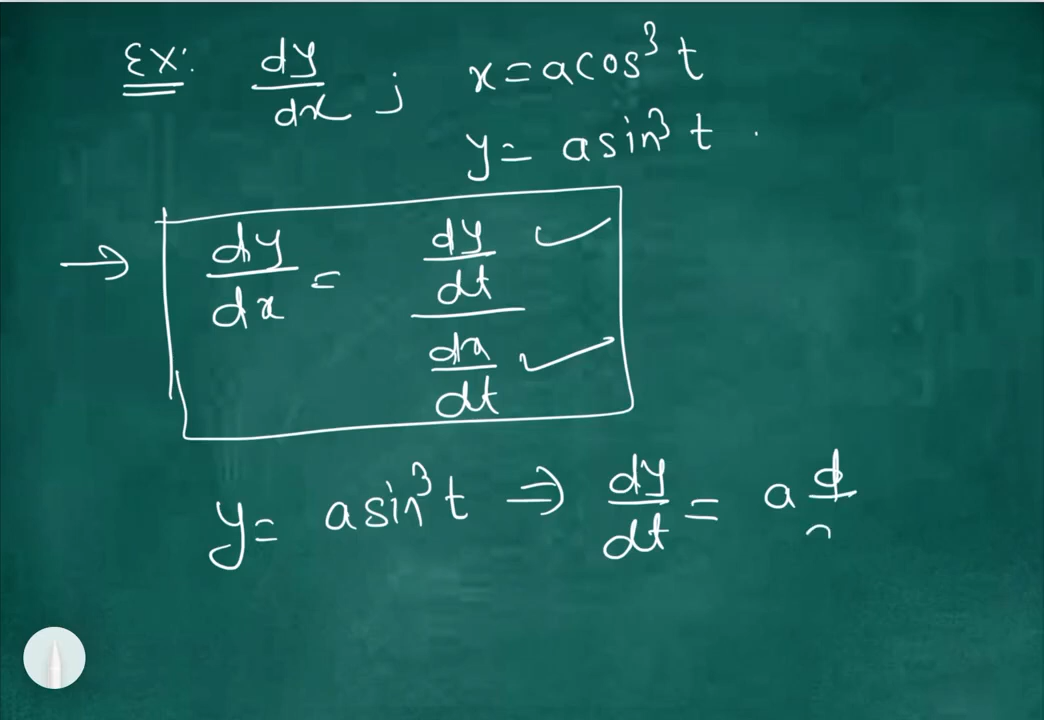 EX: dy/dx ; x = a cos³ t
y = a sin³ t .
→ dy/dx = (dy/dt) / (dx/dt)
y = a sin³ t ⇒ dy/dt = a d